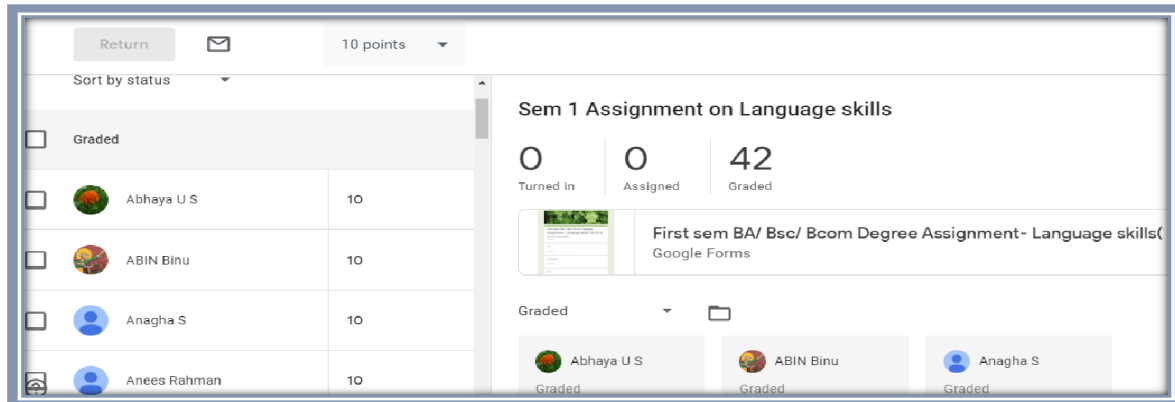 Return
10 points
Sort by status
Graded
Abhaya U S
10
ABIN Binu
10
Anagha S
10
Anees Rahman
10
Sem 1 Assignment on Language skills
0
0
42
Turned in
Assigned
Graded
First sem BA/ Bsc/ Bcom Degree Assignment- Language skills(
Google Forms
Graded
Abhaya U S
ABIN Binu
Anagha S
Graded
Graded
Graded